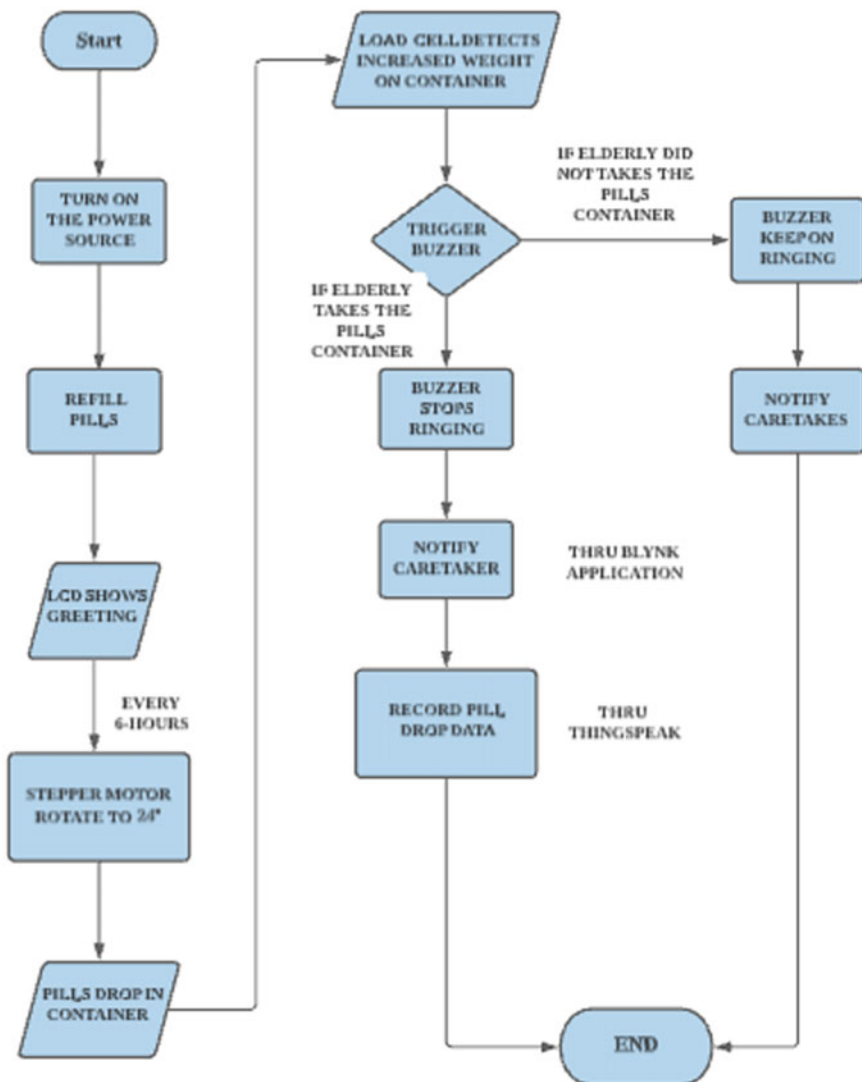 Start
TURN ON
THE POWER
SOURCE
REFILL
PILLS
LCD SHOWS
GREETING
EVERY
6-HOURS
STEPPER MOTOR
ROTATE TO 24°
PILLS DROP IN
CONTAINER
LOAD CELL DETECTS
INCREASED WEIGHT
ON CONTAINER
TRIGGER
BUZZER
IF ELDERLY DID
NOT TAKES THE
PILLS
CONTAINER
BUZZER
KEEP ON
RINGING
NOTIFY
CARETAKES
IF ELDERLY
TAKES THE
PILLS
CONTAINER
BUZZER
STOPS
RINGING
NOTIFY
CARETAKER
THRU BLYNK
APPLICATION
RECORD PILL
DROP DATA
THRU
THINGSPEAK
END